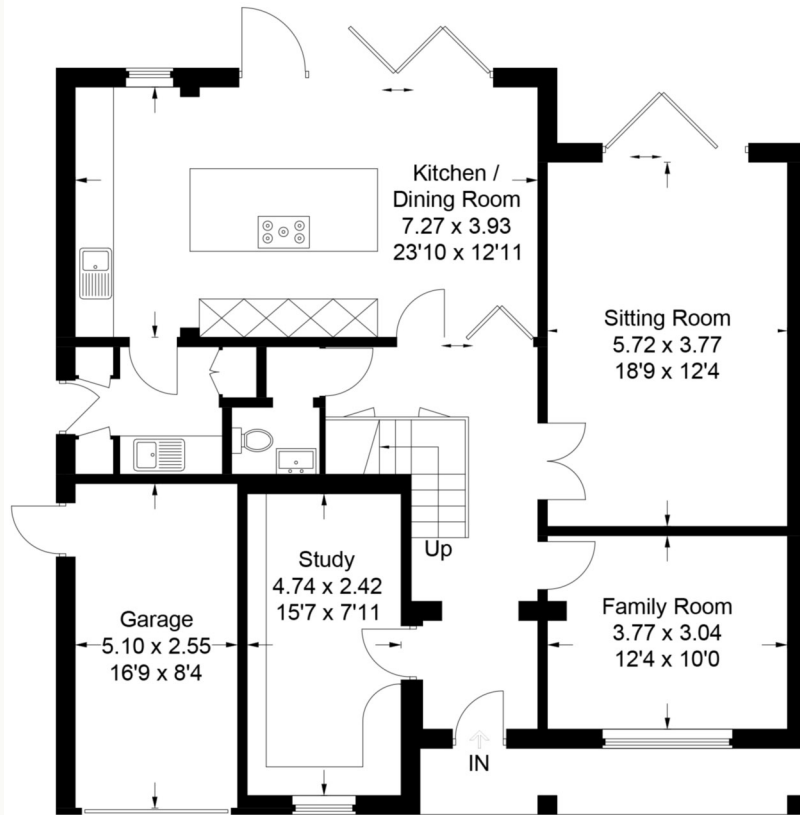 Kitchen /
Dining Room
7.27 x 3.93
23'10 x 12'11
Sitting Room
5.72 x 3.77
18'9 x 12'4
Up
Study
4.74 x 2.42
15'7 x 7'11
Garage
5.10 x 2.55
16'9 x 8'4
Family Room
3.77 x 3.04
12'4 x 10'0
IN